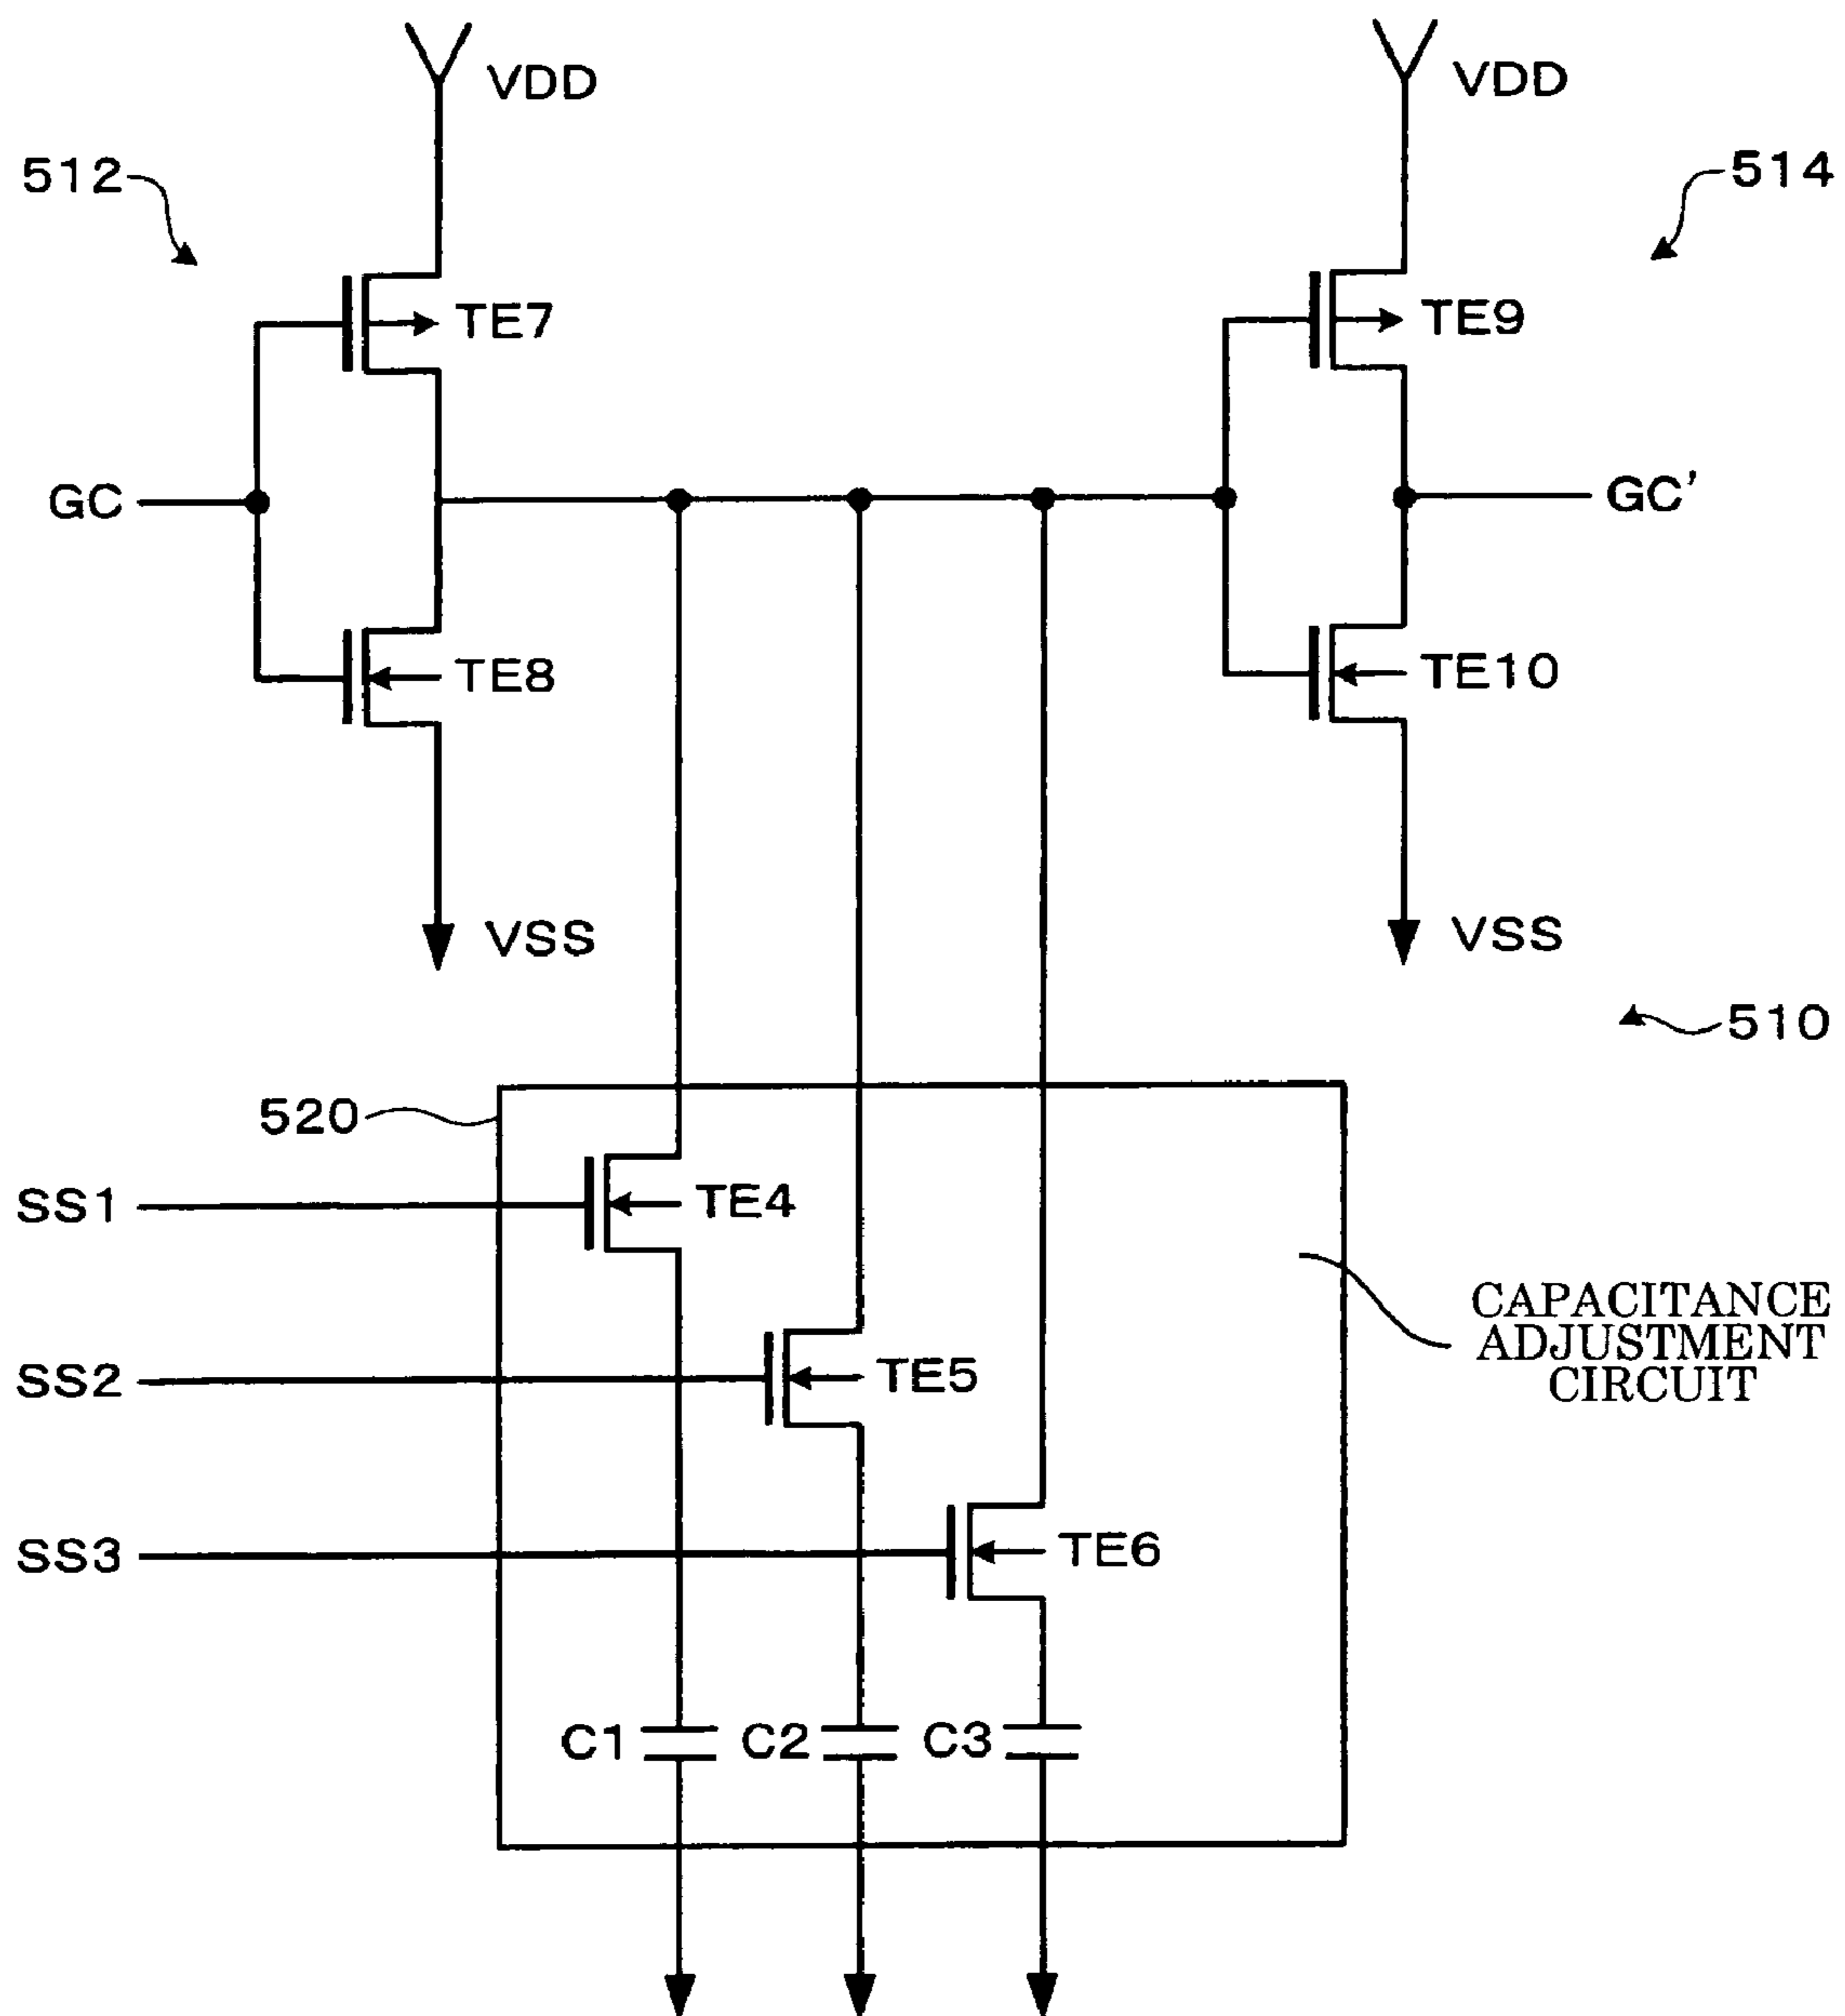 VDD
VDD
512
514
TE7
TE9
GC
GC'
TE8
TE10
VSS
VSS
510
520
SS1
TE4
CAPACITANCE
ADJUSTMENT
CIRCUIT
SS2
TE5
SS3
TE6
C1
C2
C3